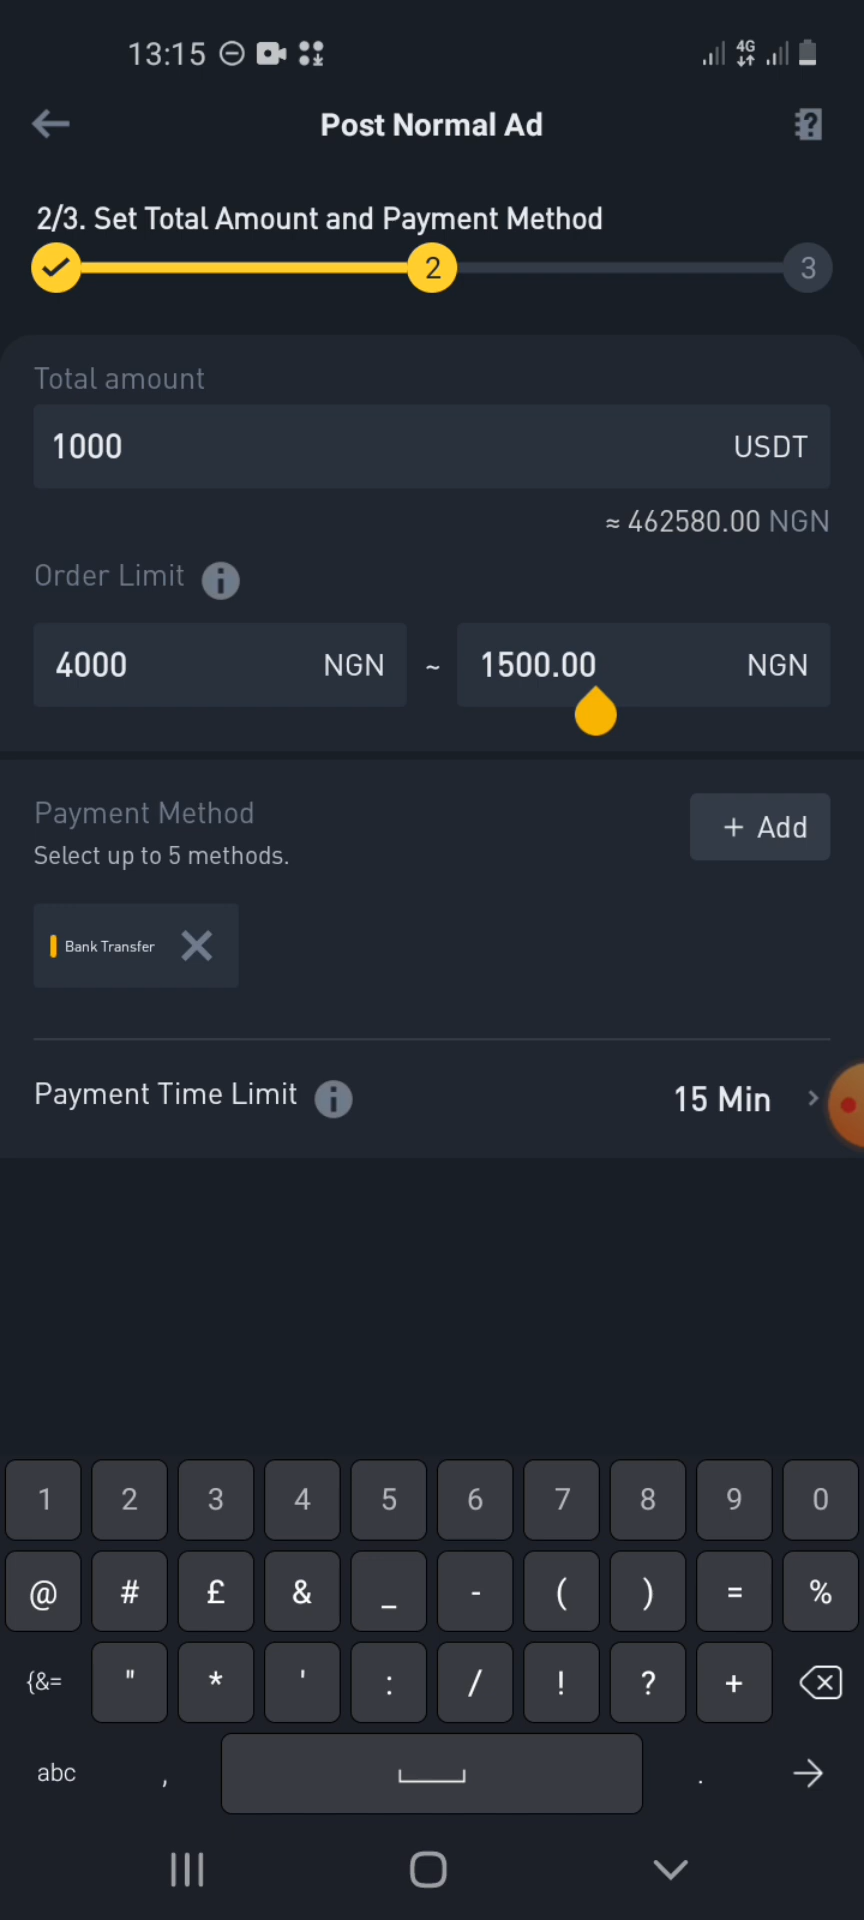 13:15
4G
Post Normal Ad
2/3. Set Total Amount and Payment Method
2
3
Total amount
1000 USDT
≈ 462580.00 NGN
Order Limit
4000 NGN ~ 1500.00 NGN
Payment Method
+ Add
Select up to 5 methods.
Bank Transfer
Payment Time Limit 15 Min
1 2 3 4 5 6 7 8 9 0
@ # £ & _ - ( ) = %
{&= " * ' : / ! ? +
abc , .